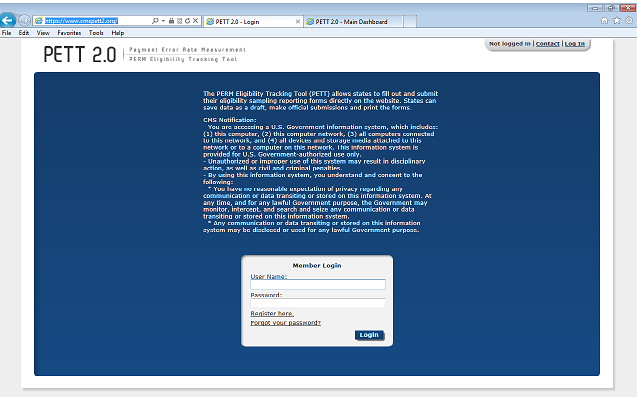 https://www.cmspett2.org/
PETT 2.0 - Login
PETT 2.0 - Main Dashboard
File Edit View Favorites Tools Help
PETT 2.0
Payment Error Rate Measurement
PERM Eligibility Tracking Tool
Not logged in | Contact | Log In
The PERM Eligibility Tracking Tool (PETT) allows states to fill out and submit
their eligibility sampling reporting forms directly on the website. States can
save data as a draft, make official submissions and print the forms.
CMS Notification:
You are accessing a U.S. Government information system, which includes:
(1) this computer, (2) this computer network, (3) all computers connected
to this network, and (4) all devices and storage media attached to this
network or to a computer on this network. This information system is
provided for U.S. Government-authorized use only.
- Unauthorized or improper use of this system may result in disciplinary
action, as well as civil and criminal penalties.
- By using this information system, you understand and consent to the
following:
* You have no reasonable expectation of privacy regarding any
communication or data transiting or stored on this information system. At
any time, and for any lawful Government purpose, the Government may
monitor, intercept, and search and seize any communication or data
transiting or stored on this information system.
* Any communication or data transiting or stored on this information
system may be disclosed or used for any lawful Government purpose.
Member Login
User Name:
Password:
Register here.
Forgot your password?
Login